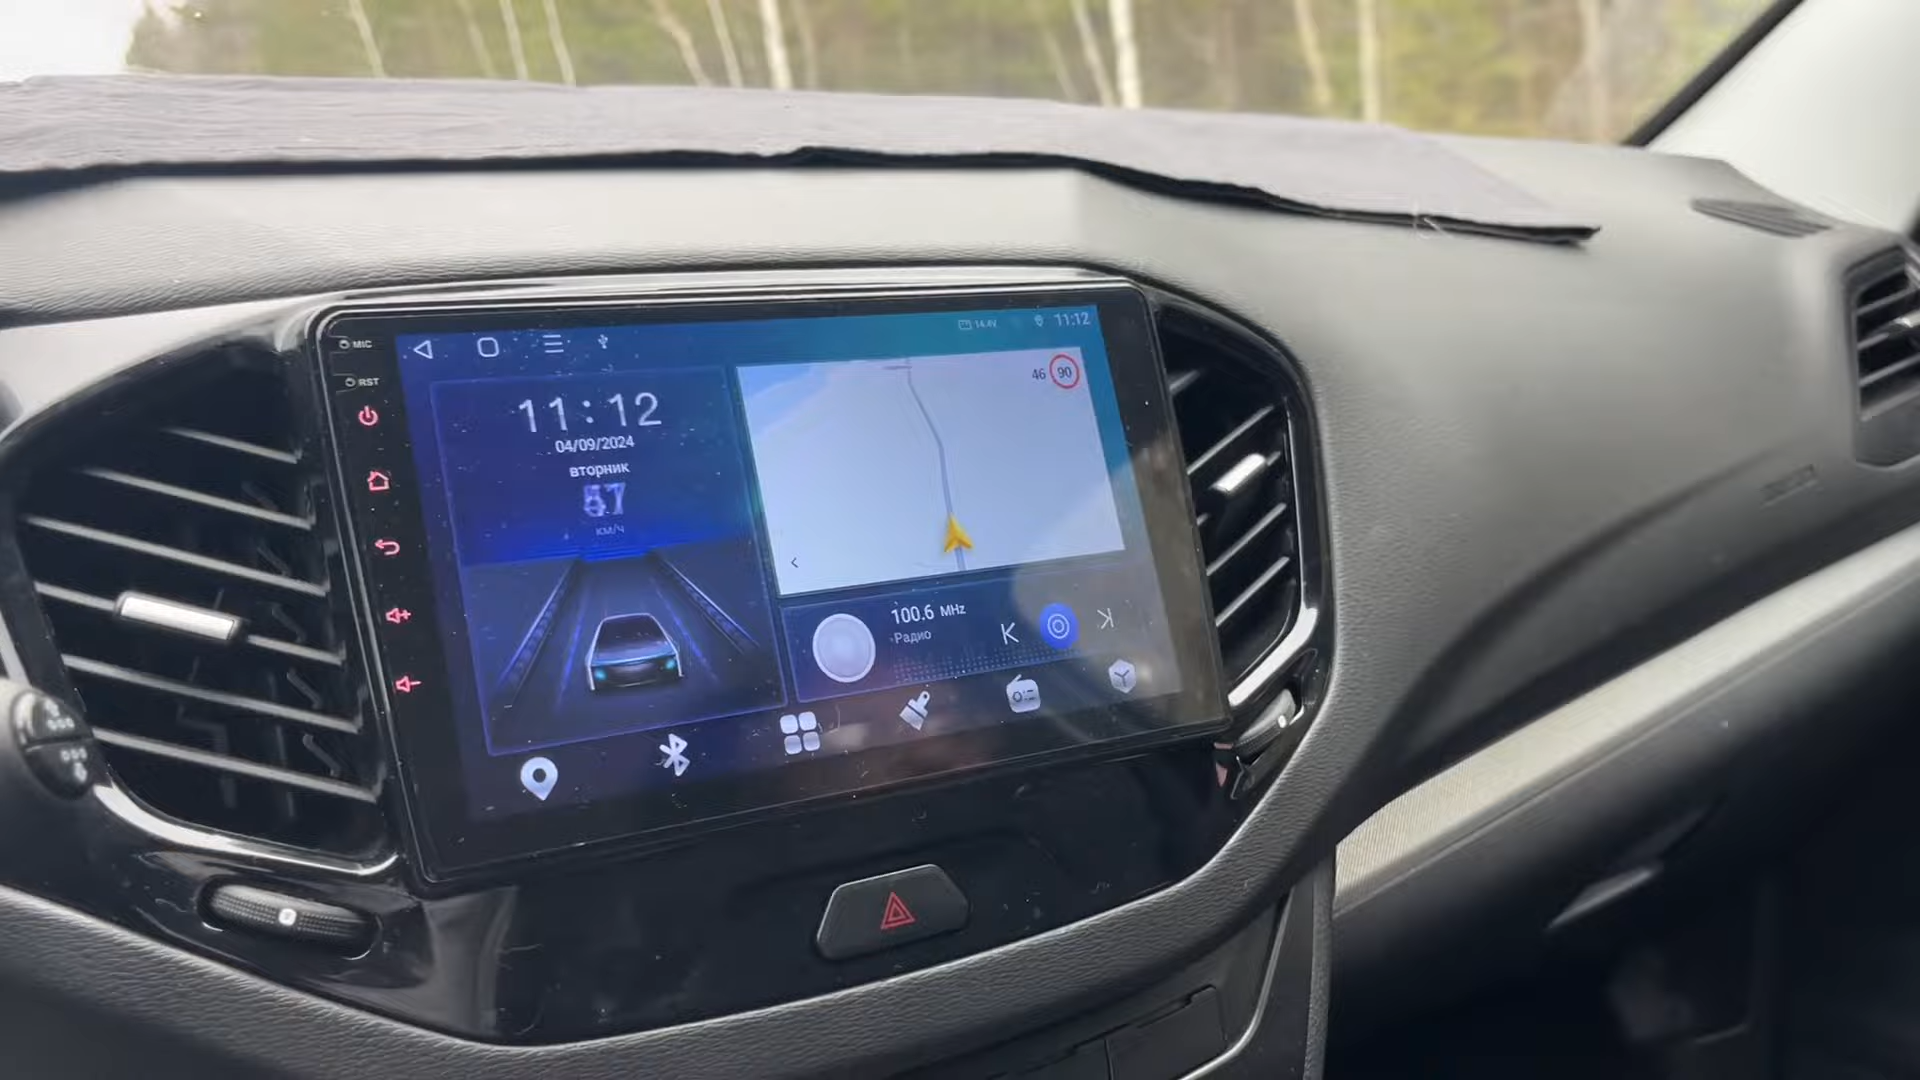 MIC
RST
14.4V
11:12
11:12
04/09/2024
вторник
км/ч
46
90
100.6 MHz
Радио